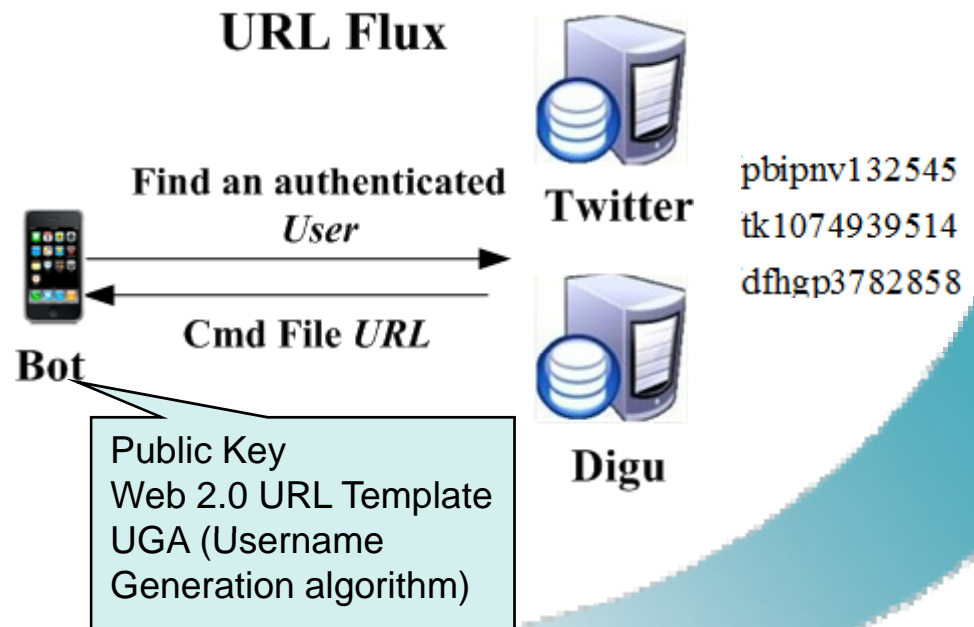 URL Flux
Find an authenticated
User
Cmd File URL
Bot
Twitter
Digu
pbipnv132545
tk1074939514
dfhgp3782858
Public Key
Web 2.0 URL Template
UGA (Username
Generation algorithm)